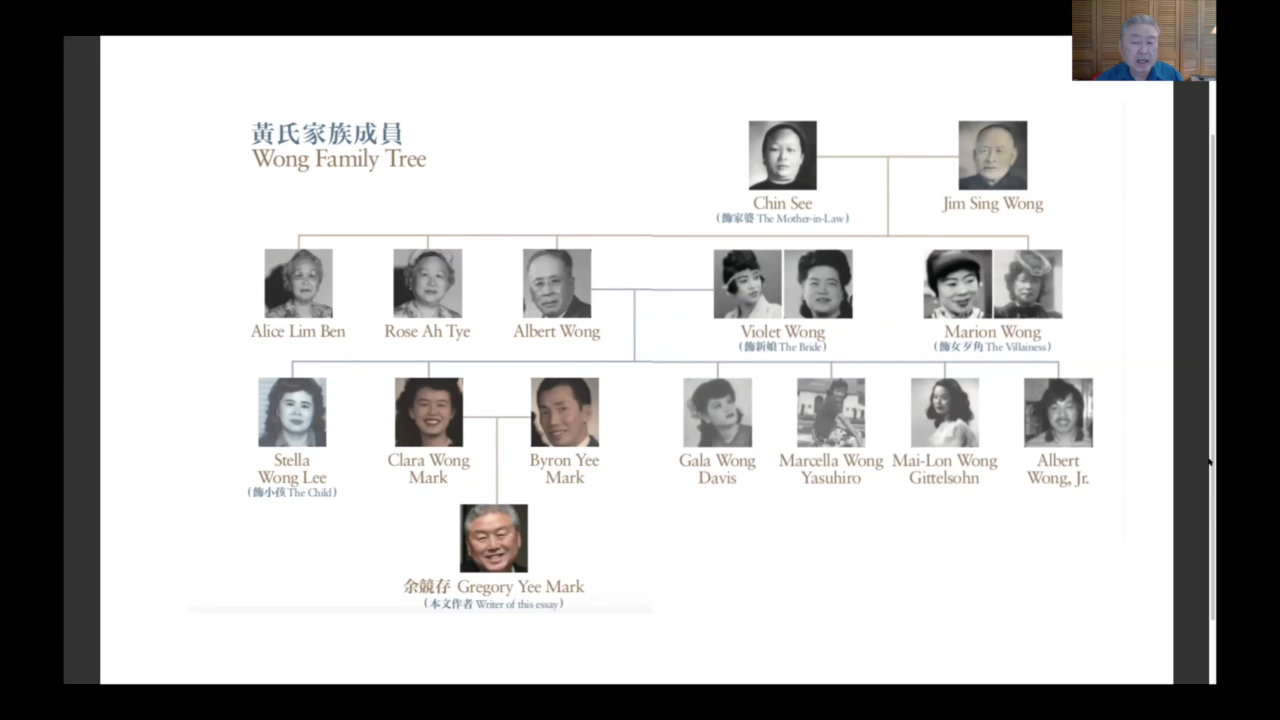 黃氏家族成員
Wong Family Tree
Chin See
（飾家婆 The Mother-in-Law）
Jim Sing Wong
Alice Lim Ben
Rose Ah Tye
Albert Wong
Violet Wong
（飾新娘 The Bride）
Marion Wong
（飾女歹角 The Villainess）
Stella
Wong Lee
（飾小孩 The Child）
Clara Wong
Mark
Byron Yee
Mark
Gala Wong
Davis
Marcella Wong
Yasuhiro
Mai-Lon Wong
Gittelsohn
Albert
Wong, Jr.
余競存 Gregory Yee Mark
（本文作者 Writer of this essay）